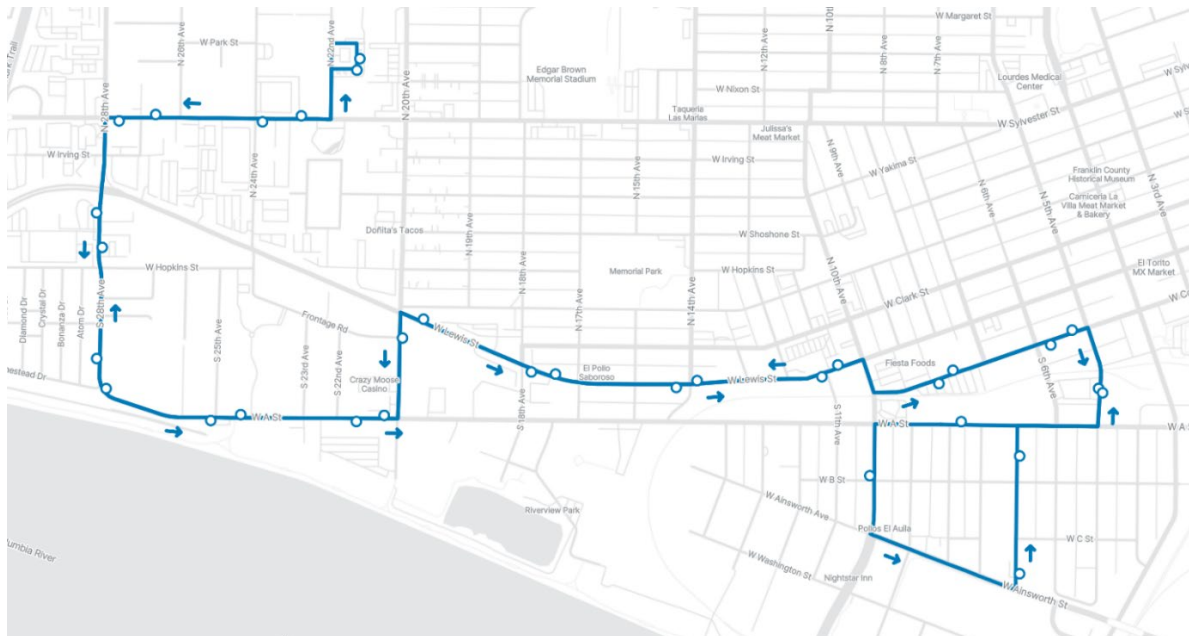 W Margaret St
N 10th
N 26th Ave
N 22nd Ave
N 12th Ave
N 8th Ave
N 7th Ave
W Park St
Edgar Brown
Memorial Stadium
Lourdes Medical
Center
W Nixon St
N 28th Ave
N 20th Ave
Taqueria
Las Marias
Julissa's
Meat Market
W Sylvester St
W Irving St
W Irving St
N 24th Ave
N 15th Ave
N 9th Ave
W Yakima St
N 6th Ave
N 5th Ave
N 3rd Ave
Franklin County
Historical Museum
Carniceria La
Villa Meat Market
& Bakery
Doñita's Tacos
N 19th Ave
W Shoshone St
W Hopkins St
N 18th Ave
Memorial Park
W Hopkins St
N 14th Ave
N 10th Ave
El Torito
MX Market
W Clark St
Diamond Dr
Crystal Dr
Bonanza Dr
Atom Dr
S 28th Ave
Frontage Rd
N 17th Ave
W Lewis St
S 25th Ave
S 23rd Ave
S 22nd Ave
Crazy Moose
Casino
El Pollo
Saboroso
W Lewis St
Fiesta Foods
S 6th Ave
estead Dr
W A St
S 18th Ave
S 11th Ave
W A St
W A
W B St
Riverview Park
W Ainsworth Ave
Pollos El Aulla
W C St
umbia River
W Washington St
Nightstar Inn
W Ainsworth St